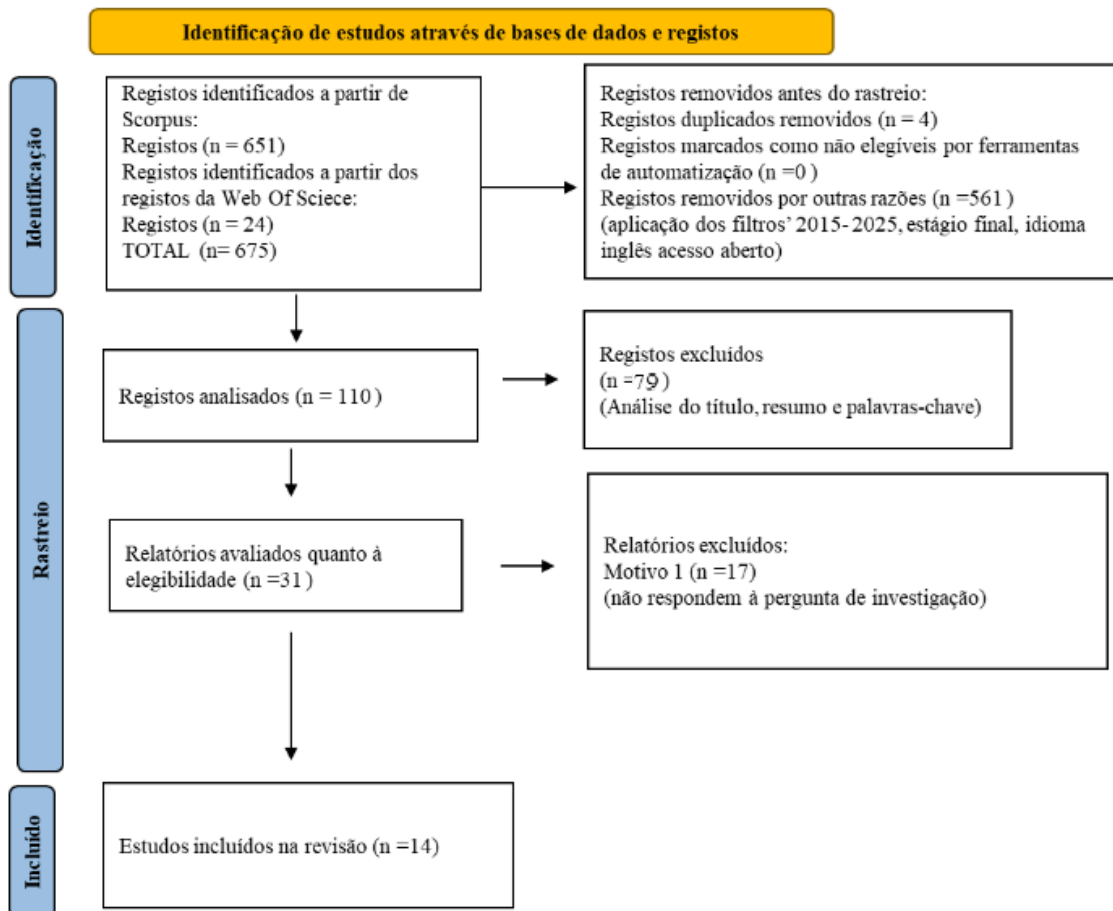 Identificação de estudos através de bases de dados e registos
Identificação
Registos identificados a partir de
Scorpus:
Registos (n = 651)
Registos identificados a partir dos
registos da Web Of Sciece:
Registos (n = 24)
TOTAL (n= 675)
Registos removidos antes do rastreio:
Registos duplicados removidos (n = 4)
Registos marcados como não elegíveis por ferramentas
de automatização (n =0 )
Registos removidos por outras razões (n =561)
(aplicação dos filtros’ 2015-2025, estágio final, idioma
inglês acesso aberto)
Rastreio
Registos analisados (n = 110 )
Registos excluídos
(n =79)
(Análise do título, resumo e palavras-chave)
Relatórios avaliados quanto à
elegibilidade (n =31 )
Relatórios excluídos:
Motivo 1 (n =17)
(não respondem à pergunta de investigação)
Incluído
Estudos incluídos na revisão (n =14)